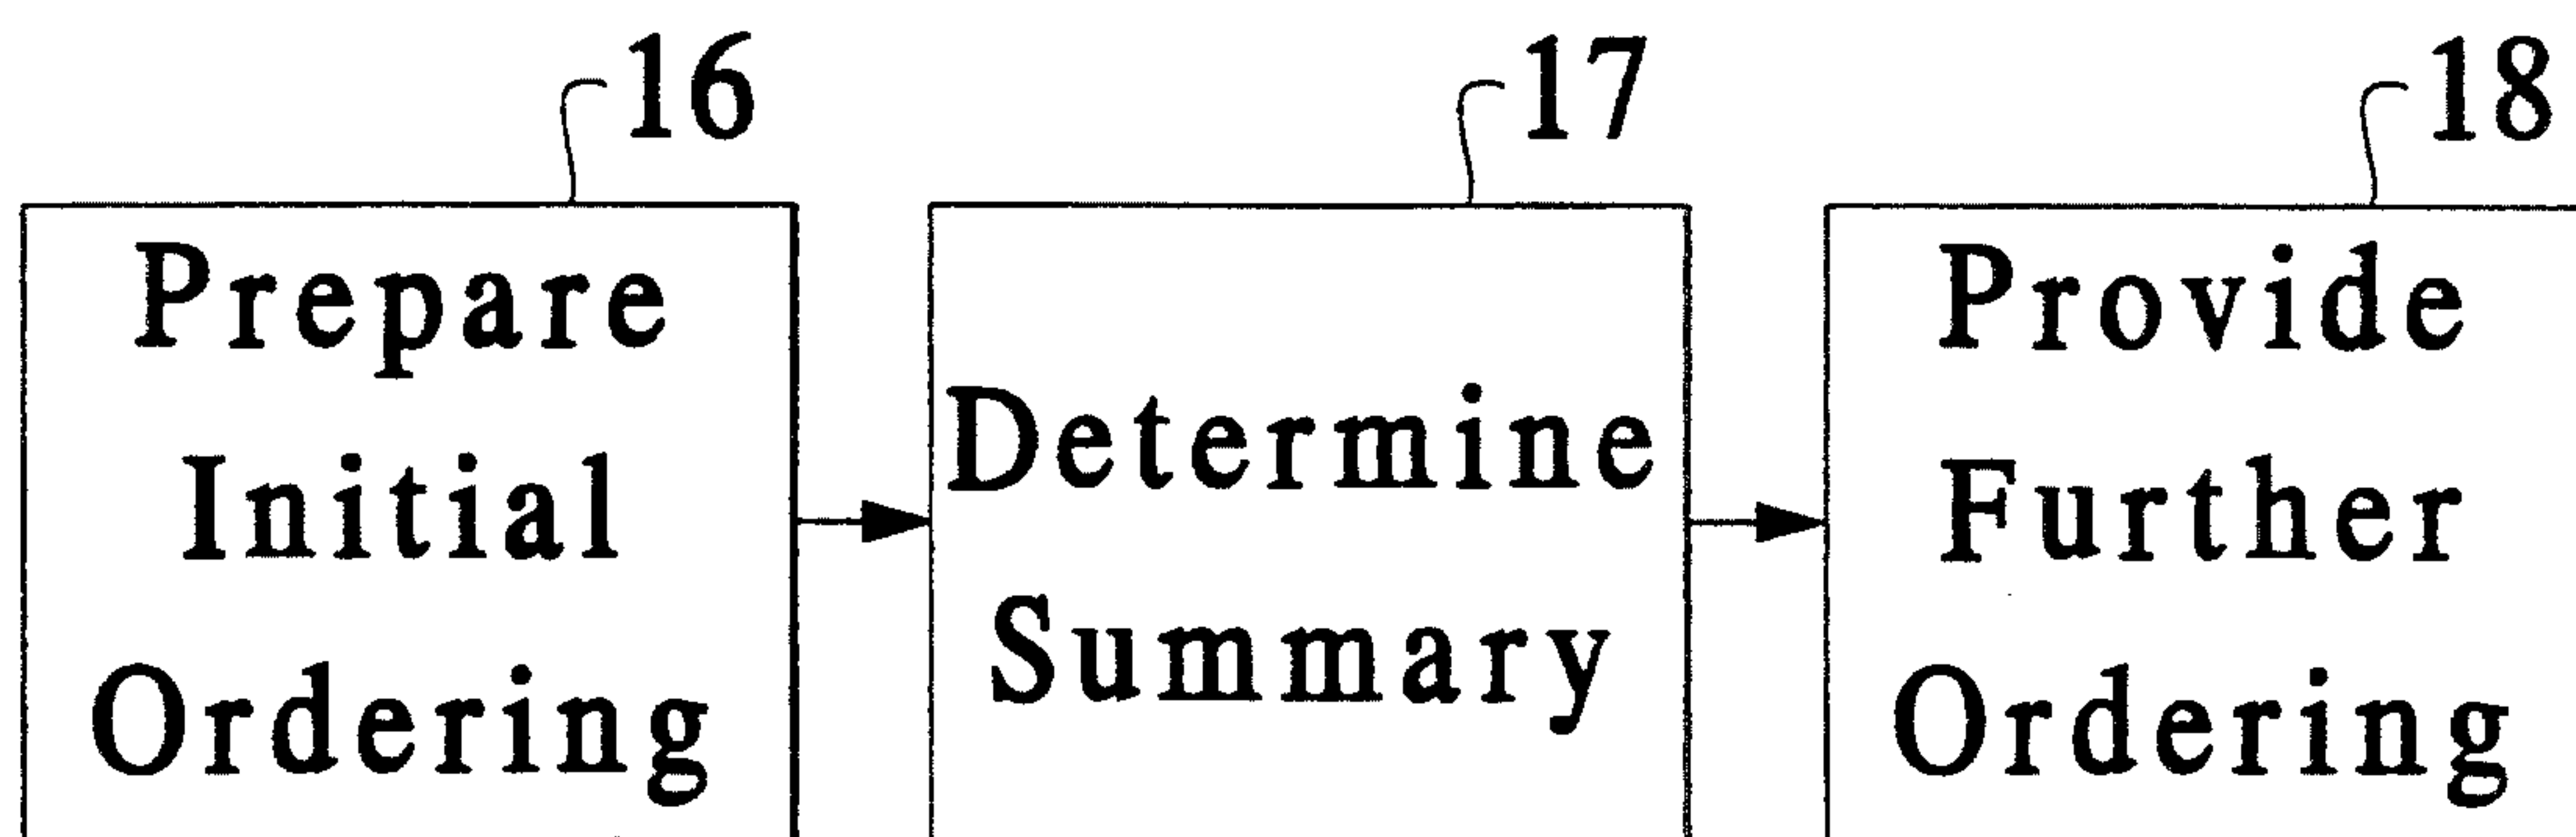 16
17
18
Prepare
Initial
Ordering
Determine
Summary
Provide
Further
Ordering